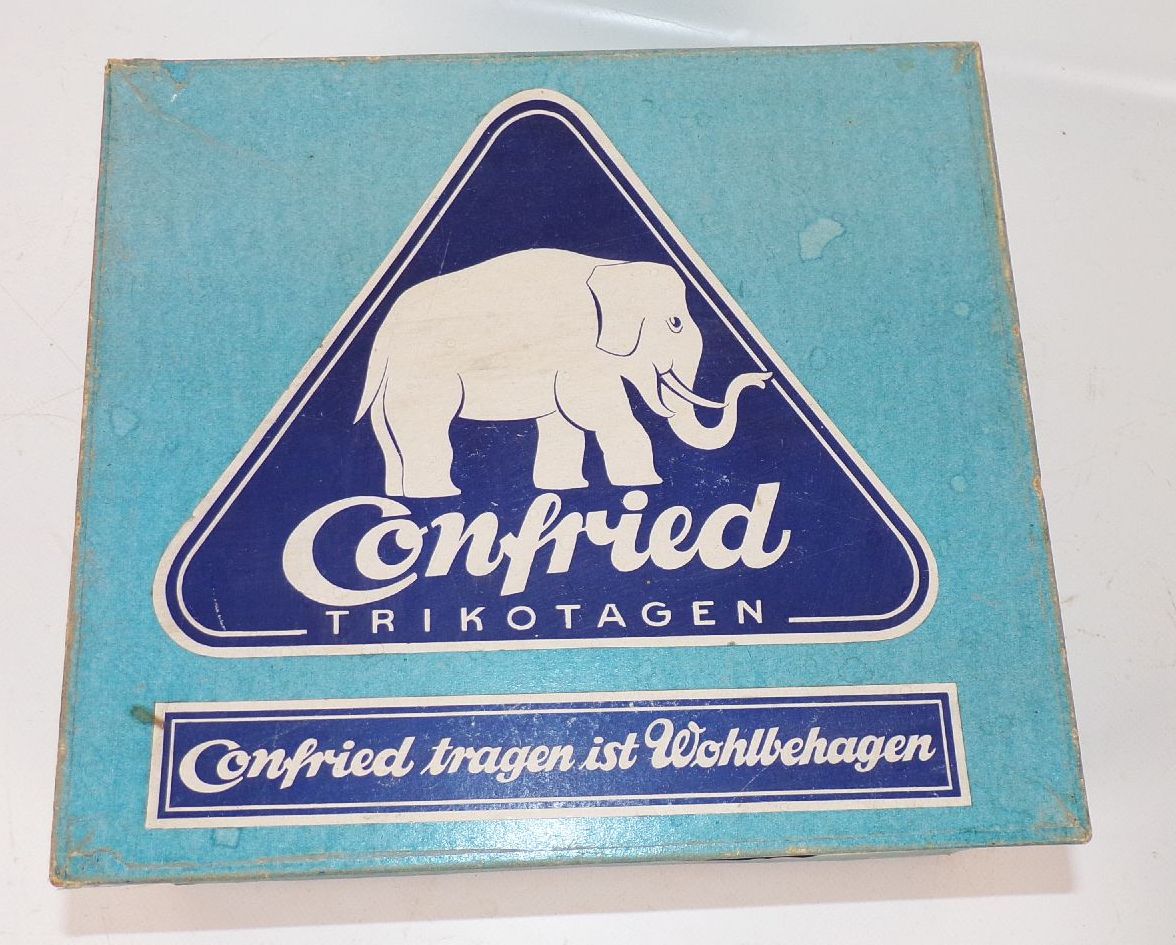 Confried
TRIKOTAGEN
Confried tragen ist Wohlbehagen